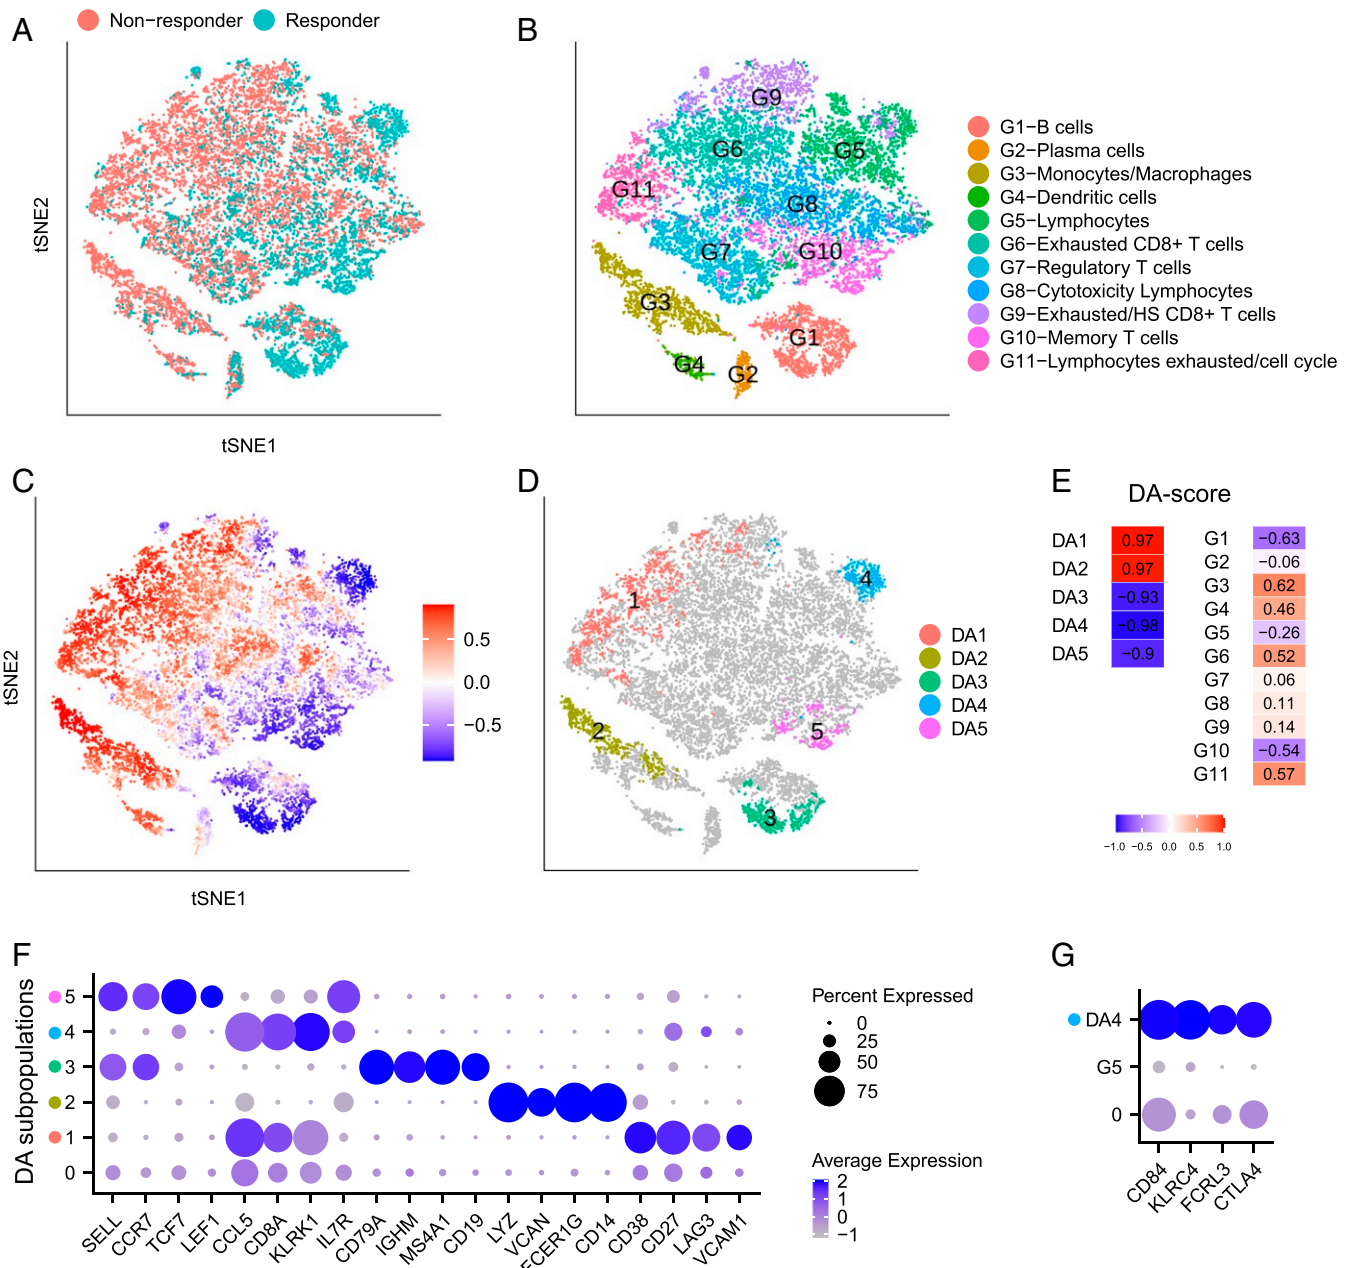 A
Non−responder
Responder
tSNE2
tSNE1
B
G9
G6
G5
G11
G8
G7
G10
G3
G1
G4
G2
G1−B cells
G2−Plasma cells
G3−Monocytes/Macrophages
G4−Dendritic cells
G5−Lymphocytes
G6−Exhausted CD8+ T cells
G7−Regulatory T cells
G8−Cytotoxicity Lymphocytes
G9−Exhausted/HS CD8+ T cells
G10−Memory T cells
G11−Lymphocytes exhausted/cell cycle
C
tSNE2
tSNE1
0.5
0.0
−0.5
D
1
2
3
4
5
DA1
DA2
DA3
DA4
DA5
E
DA-score
DA1 0.97
DA2 0.97
DA3 −0.93
DA4 −0.98
DA5 −0.9
G1 −0.63
G2 −0.06
G3 0.62
G4 0.46
G5 −0.26
G6 0.52
G7 0.06
G8 0.11
G9 0.14
G10 −0.54
G11 0.57
−1.0 −0.5 0.0 0.5 1.0
F
DA subpopulations
5
4
3
2
1
0
SELL
CCR7
TCF7
LEF1
CCL5
CD8A
KLRK1
IL7R
CD79A
IGHM
MS4A1
CD19
LYZ
VCAN
FCER1G
CD14
CD38
CD27
LAG3
VCAM1
Percent Expressed
0
25
50
75
Average Expression
2
1
0
−1
G
DA4
G5
0
CD84
KLRC4
FCRL3
CTLA4